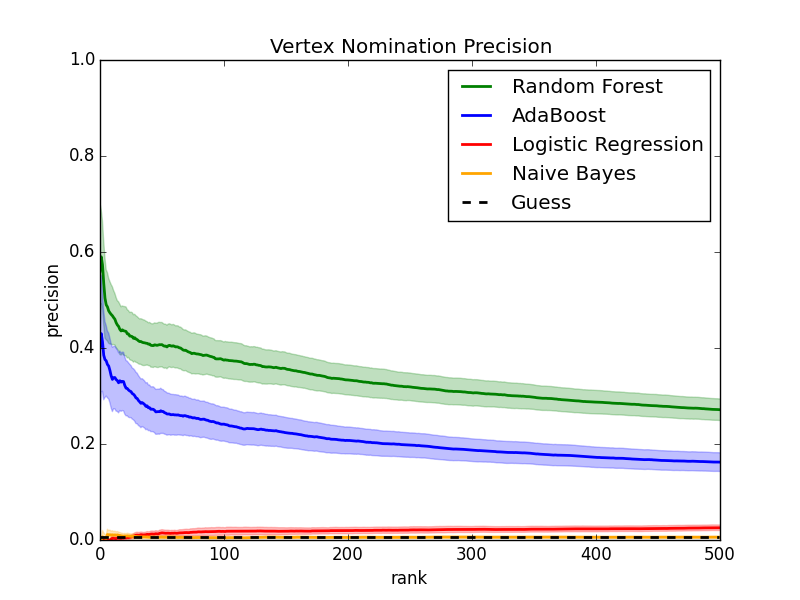 Vertex Nomination Precision
1.0
0.8
0.6
0.4
0.2
0.0
precision
Random Forest
AdaBoost
Logistic Regression
Naive Bayes
Guess
0 100 200 300 400 500
rank